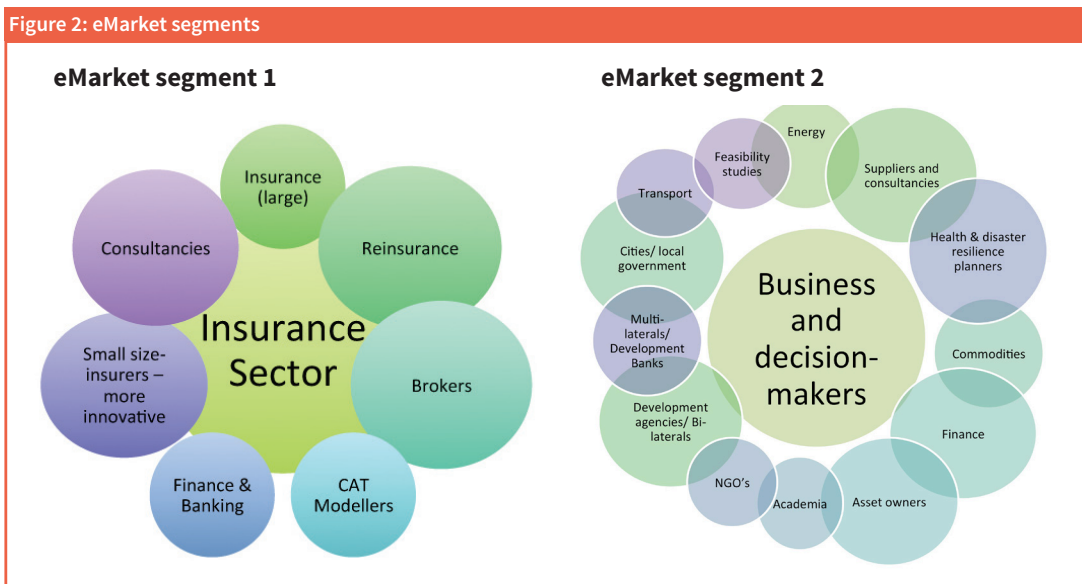 Figure 2: eMarket segments
eMarket segment 1
Insurance
(large)
Reinsurance
Brokers
CAT
Modellers
Finance &
Banking
Small size-
insurers –
more
innovative
Consultancies
Insurance
Sector
eMarket segment 2
Energy
Suppliers and
consultancies
Health & disaster
resilience
planners
Commodities
Finance
Asset owners
Academia
NGO's
Development
agencies/ Bi-
laterals
Multi-
laterals/
Development
Banks
Cities/ local
government
Transport
Feasibility
studies
Business
and
decision-
makers